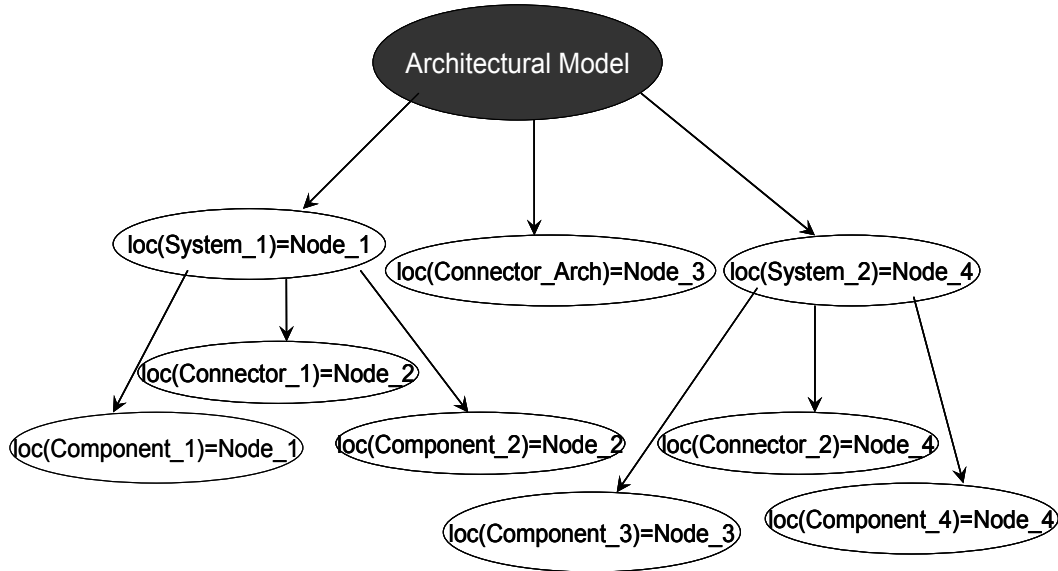 Architectural Model
loc(System_1)=Node_1
loc(Connector_Arch)=Node_3
loc(System_2)=Node_4
loc(Connector_1)=Node_2
loc(Component_1)=Node_1
loc(Component_2)=Node_2
loc(Connector_2)=Node_4
loc(Component_3)=Node_3
loc(Component_4)=Node_4